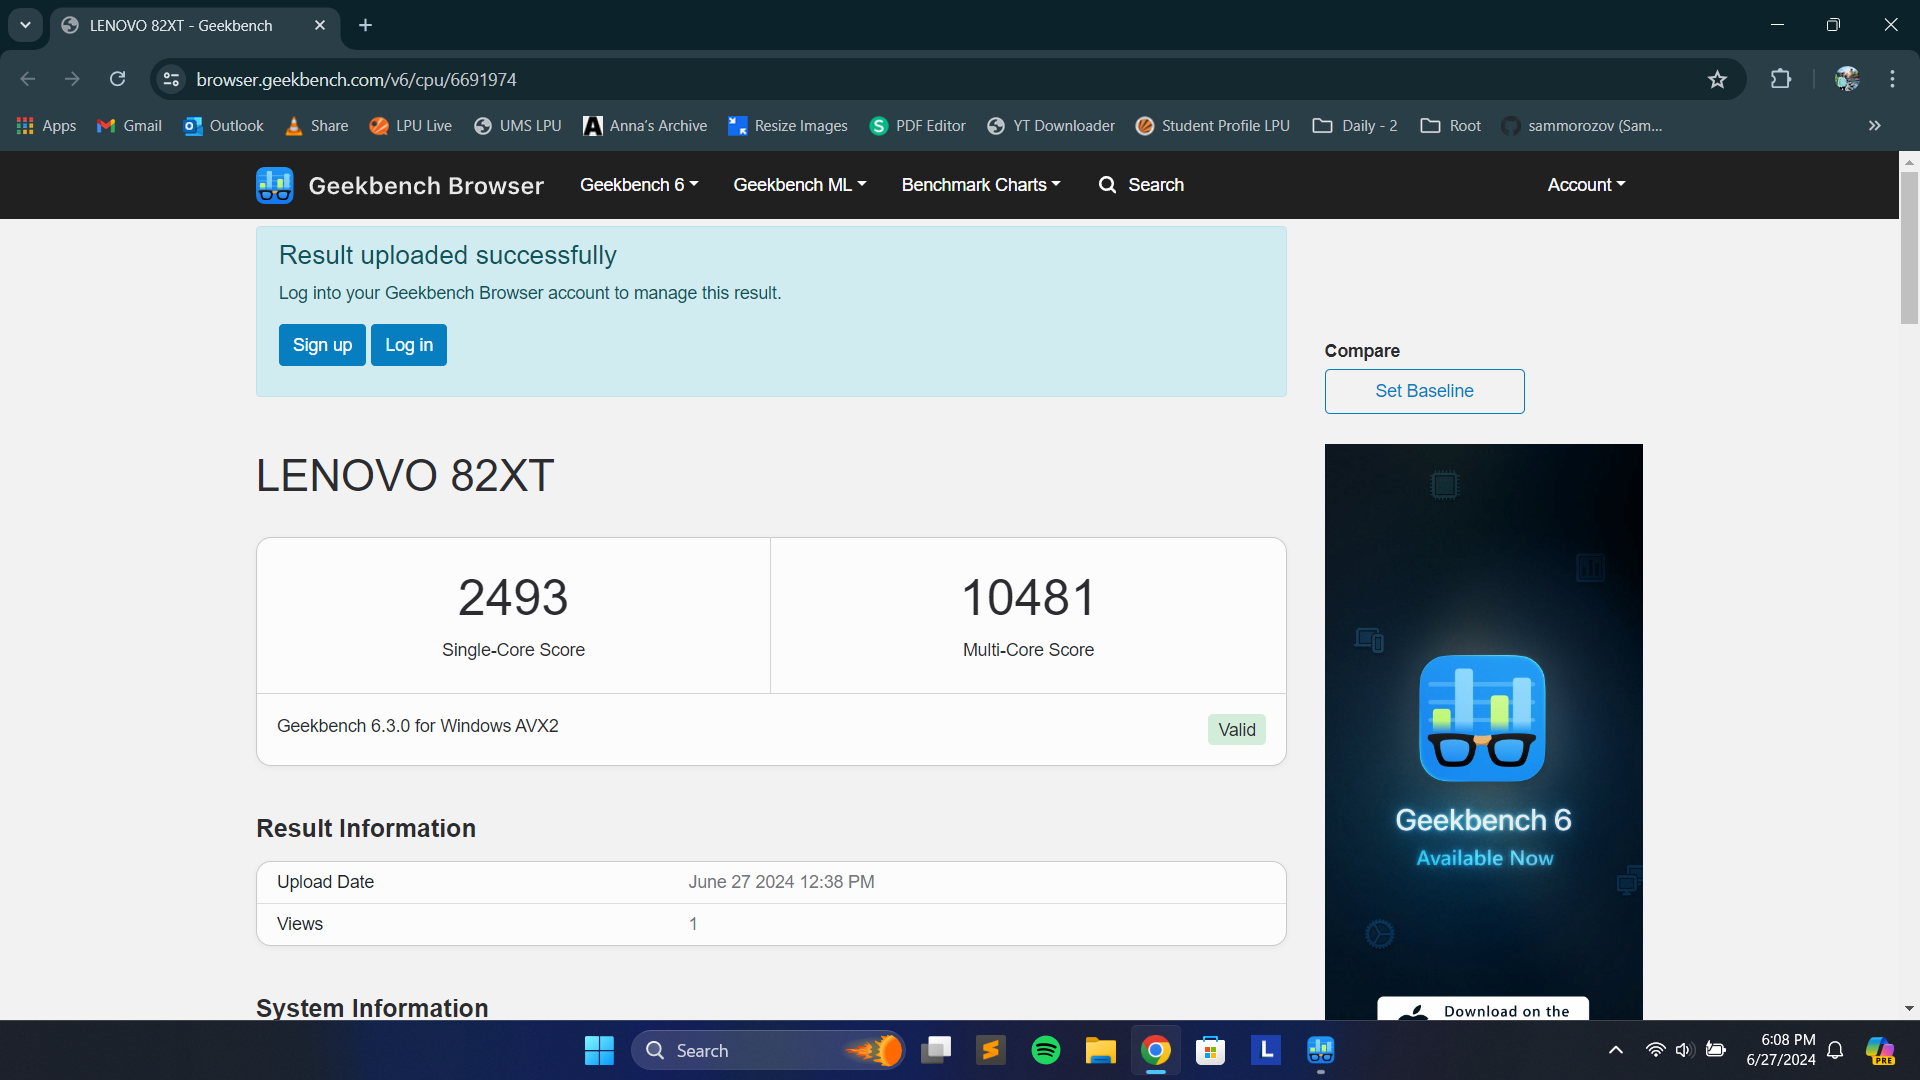 LENOVO 82XT - Geekbench
browser.geekbench.com/v6/cpu/6691974
Apps Gmail Outlook Share LPU Live UMS LPU Anna's Archive Resize Images PDF Editor YT Downloader Student Profile LPU Daily - 2 Root sammorozov (Sam...
Geekbench Browser Geekbench 6 Geekbench ML Benchmark Charts Search Account
Result uploaded successfully
Log into your Geekbench Browser account to manage this result.
Sign up Log in
Compare
Set Baseline
LENOVO 82XT
2493 10481
Single-Core Score Multi-Core Score
Geekbench 6.3.0 for Windows AVX2 Valid
Result Information
Upload Date June 27 2024 12:38 PM
Views 1
System Information
Geekbench 6
Available Now
Download on the
Search
L
6:08 PM
6/27/2024
PRE